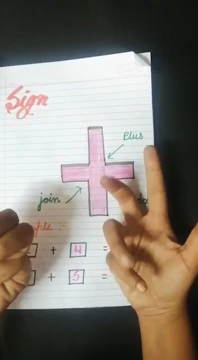 Sign
Plus
join
+ 4 =
+ 5 =